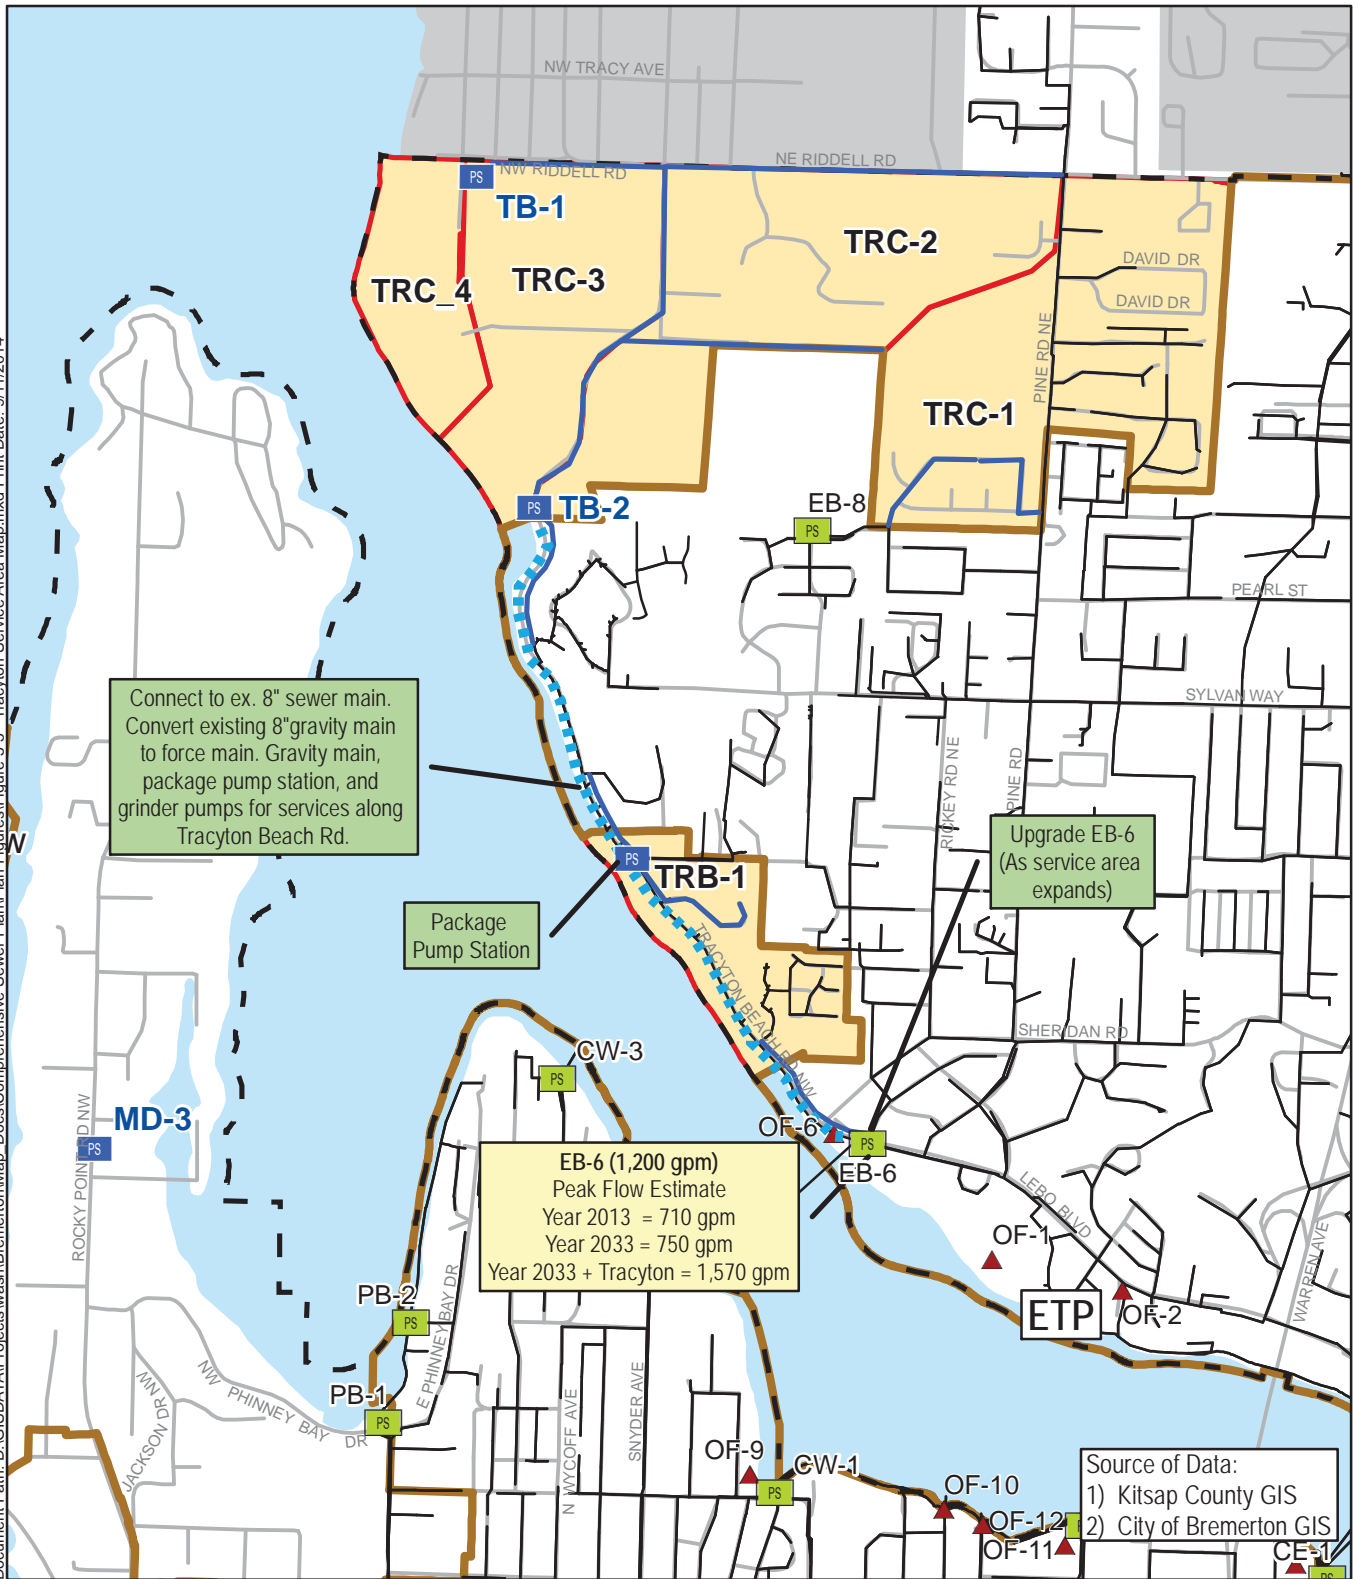 NW TRACY AVE
NE RIDDELL RD
NW RIDDELL RD
PS
TB-1
TRC-2
TRC_4
TRC-3
DAVID DR
DAVID DR
PINE RD NE
TRC-1
PS
TB-2
EB-8
PS
PEARL ST
Connect to ex. 8" sewer main.
Convert existing 8"gravity main
to force main. Gravity main,
package pump station, and
grinder pumps for services along
Tracyton Beach Rd.
SYLVAN WAY
RICKEY RD NE
PINE RD
W
Upgrade EB-6
(As service area
expands)
PS
TRB-1
Package
Pump Station
TRACYTON BEACH RD NW
SHERIDAN RD
CW-3
PS
MD-3
PS
ROCKY POINT RD NW
OF-6
PS
EB-6
EB-6 (1,200 gpm)
Peak Flow Estimate
Year 2013 = 710 gpm
Year 2033 = 750 gpm
Year 2033 + Tracyton = 1,570 gpm
LEBO BLVD
OF-1
WARREN AVE
ETP
OF-2
PB-2
PS
E PHINNEY BAY DR
PB-1
PS
NW PHINNEY BAY DR
JACKSON DR NW
N WYCOFF AVE
SNYDER AVE
OF-9
CW-1
PS
OF-10
OF-12
OF-11
Source of Data:
1) Kitsap County GIS
2) City of Bremerton GIS
CE-1
PS